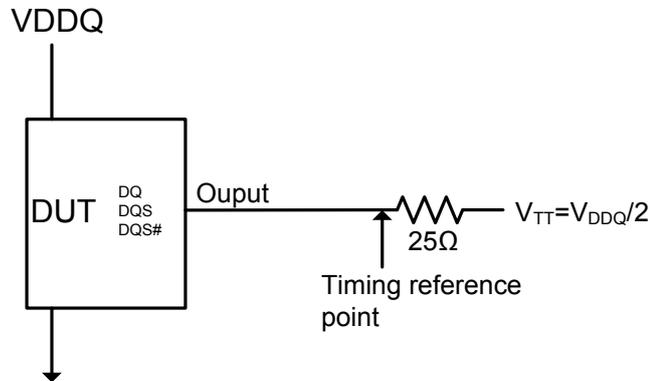 VDDQ
DUT
DQ
DQS
DQS#
Ouput
25Ω
V_TT=V_DDQ/2
Timing reference
point